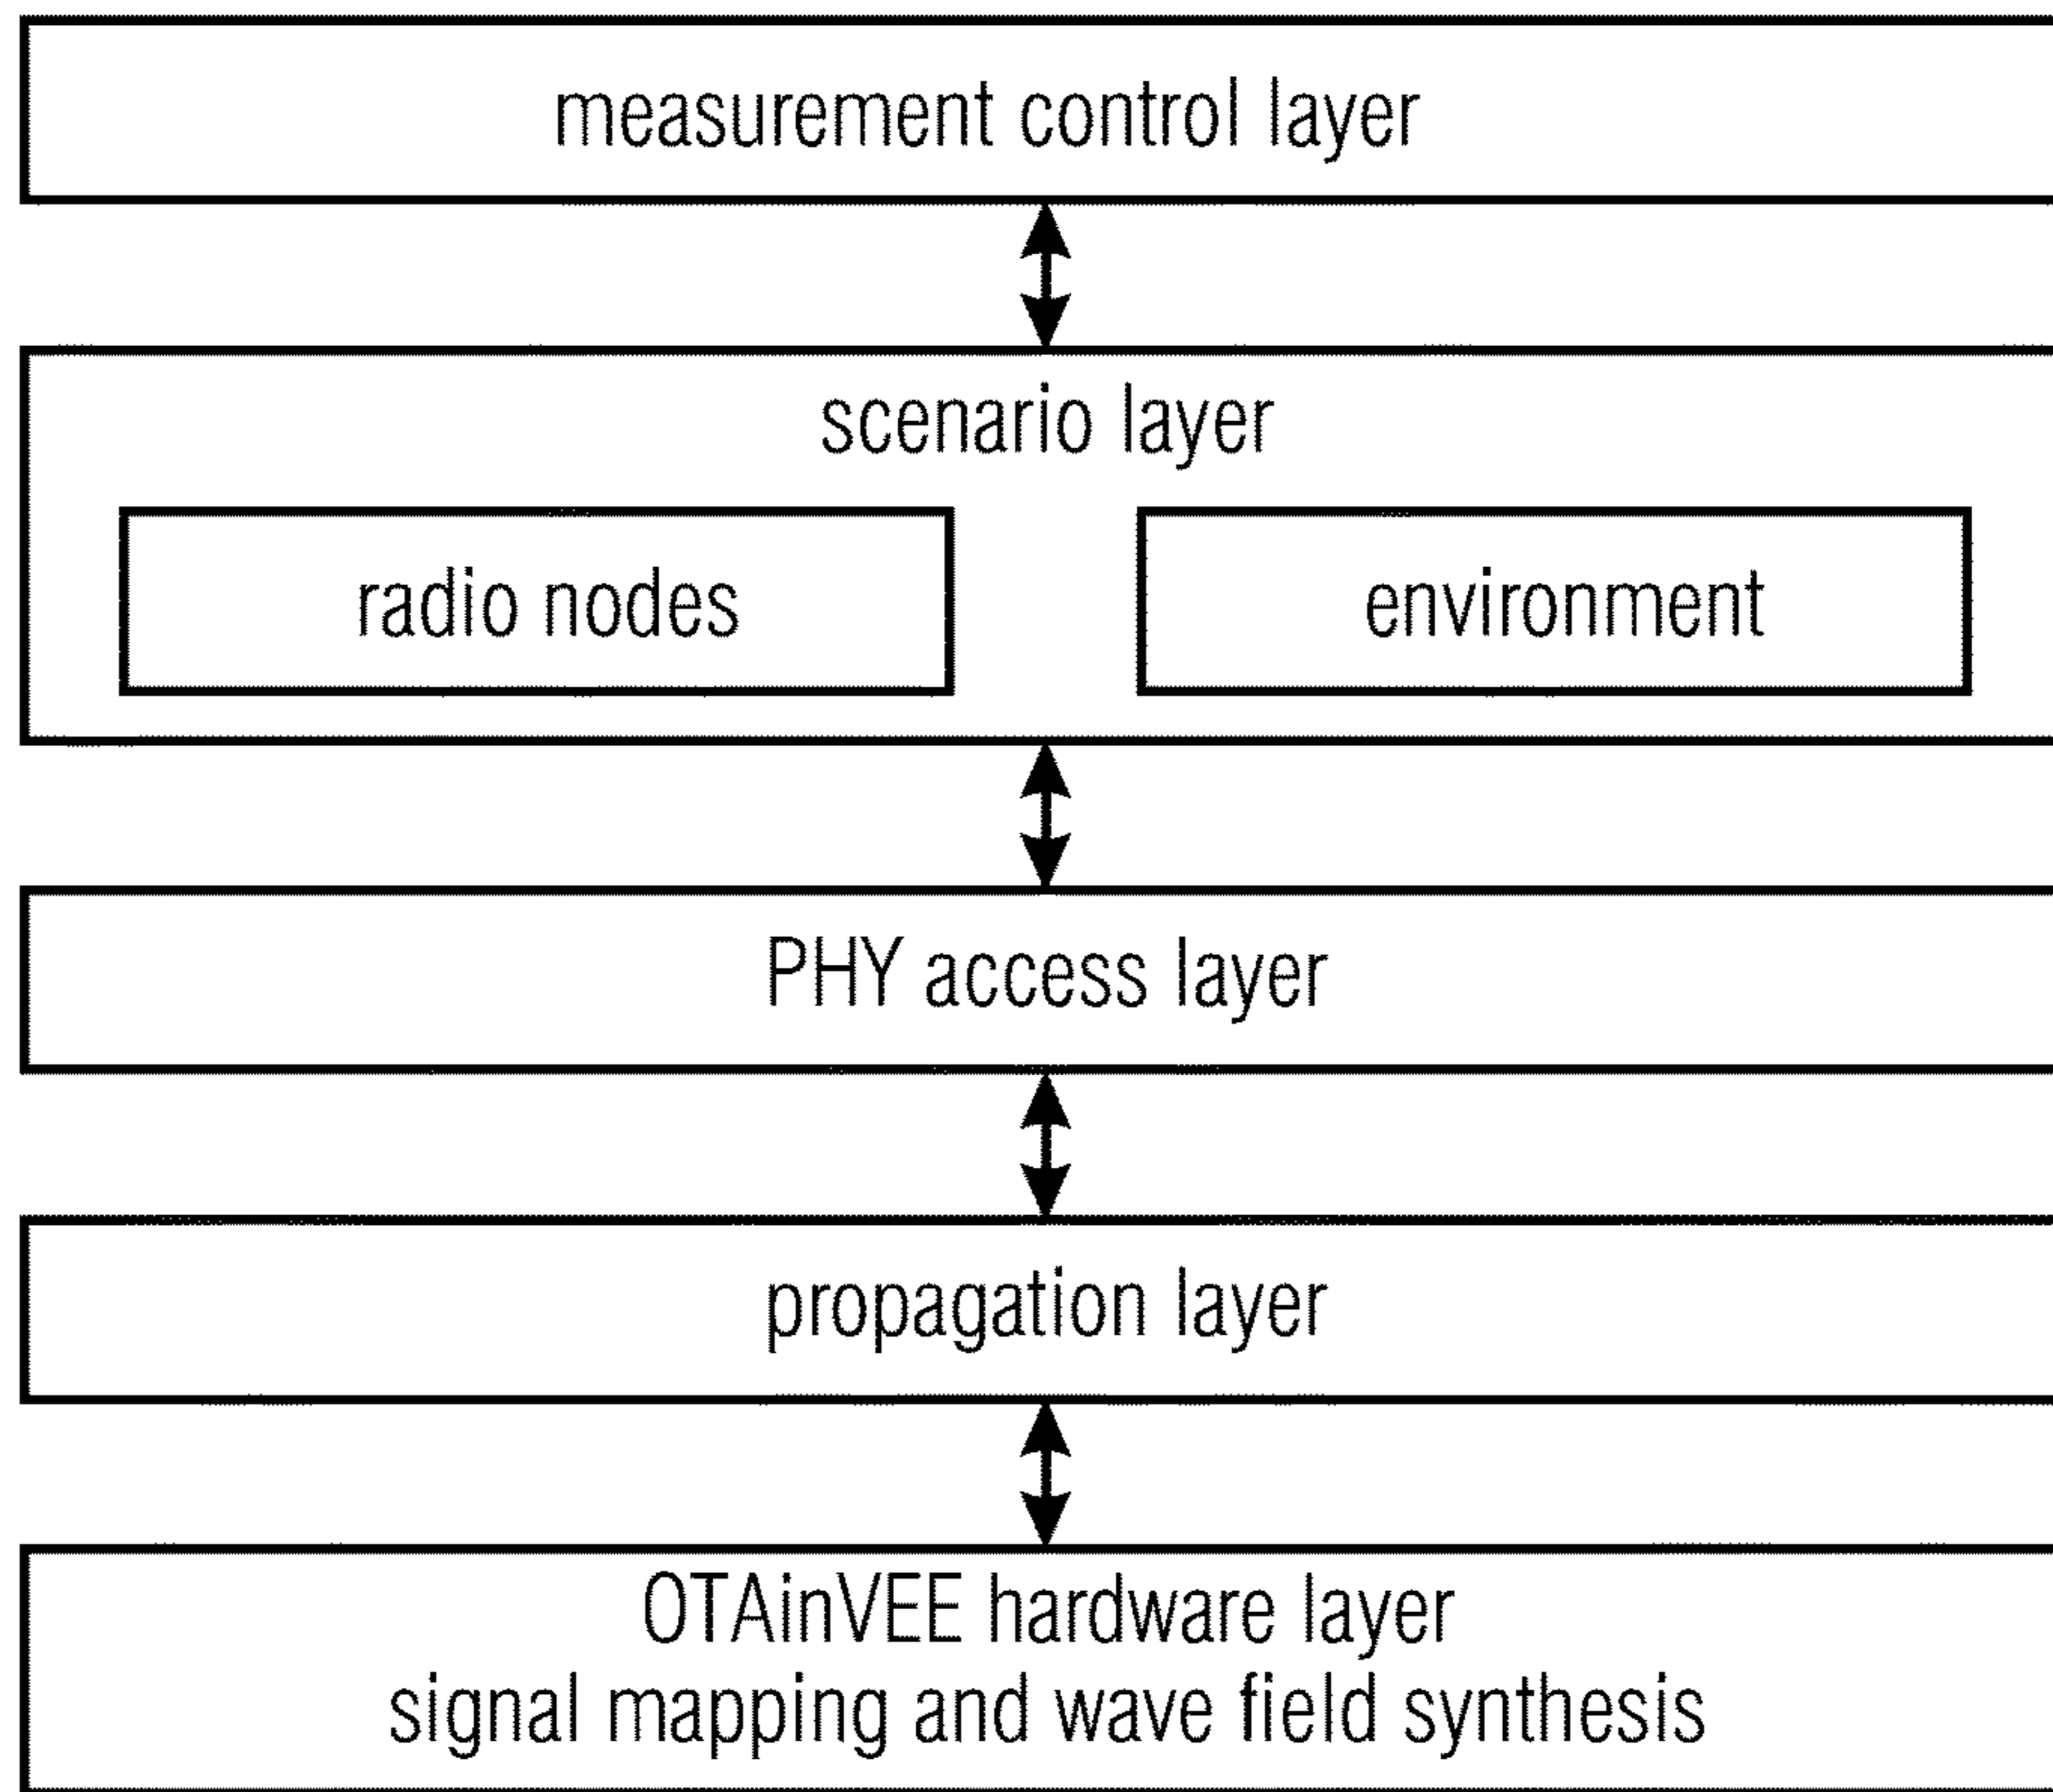 measurement control layer
scenario layer
radio nodes
environment
PHY access layer
propagation layer
OTAinVEE hardware layer
signal mapping and wave field synthesis